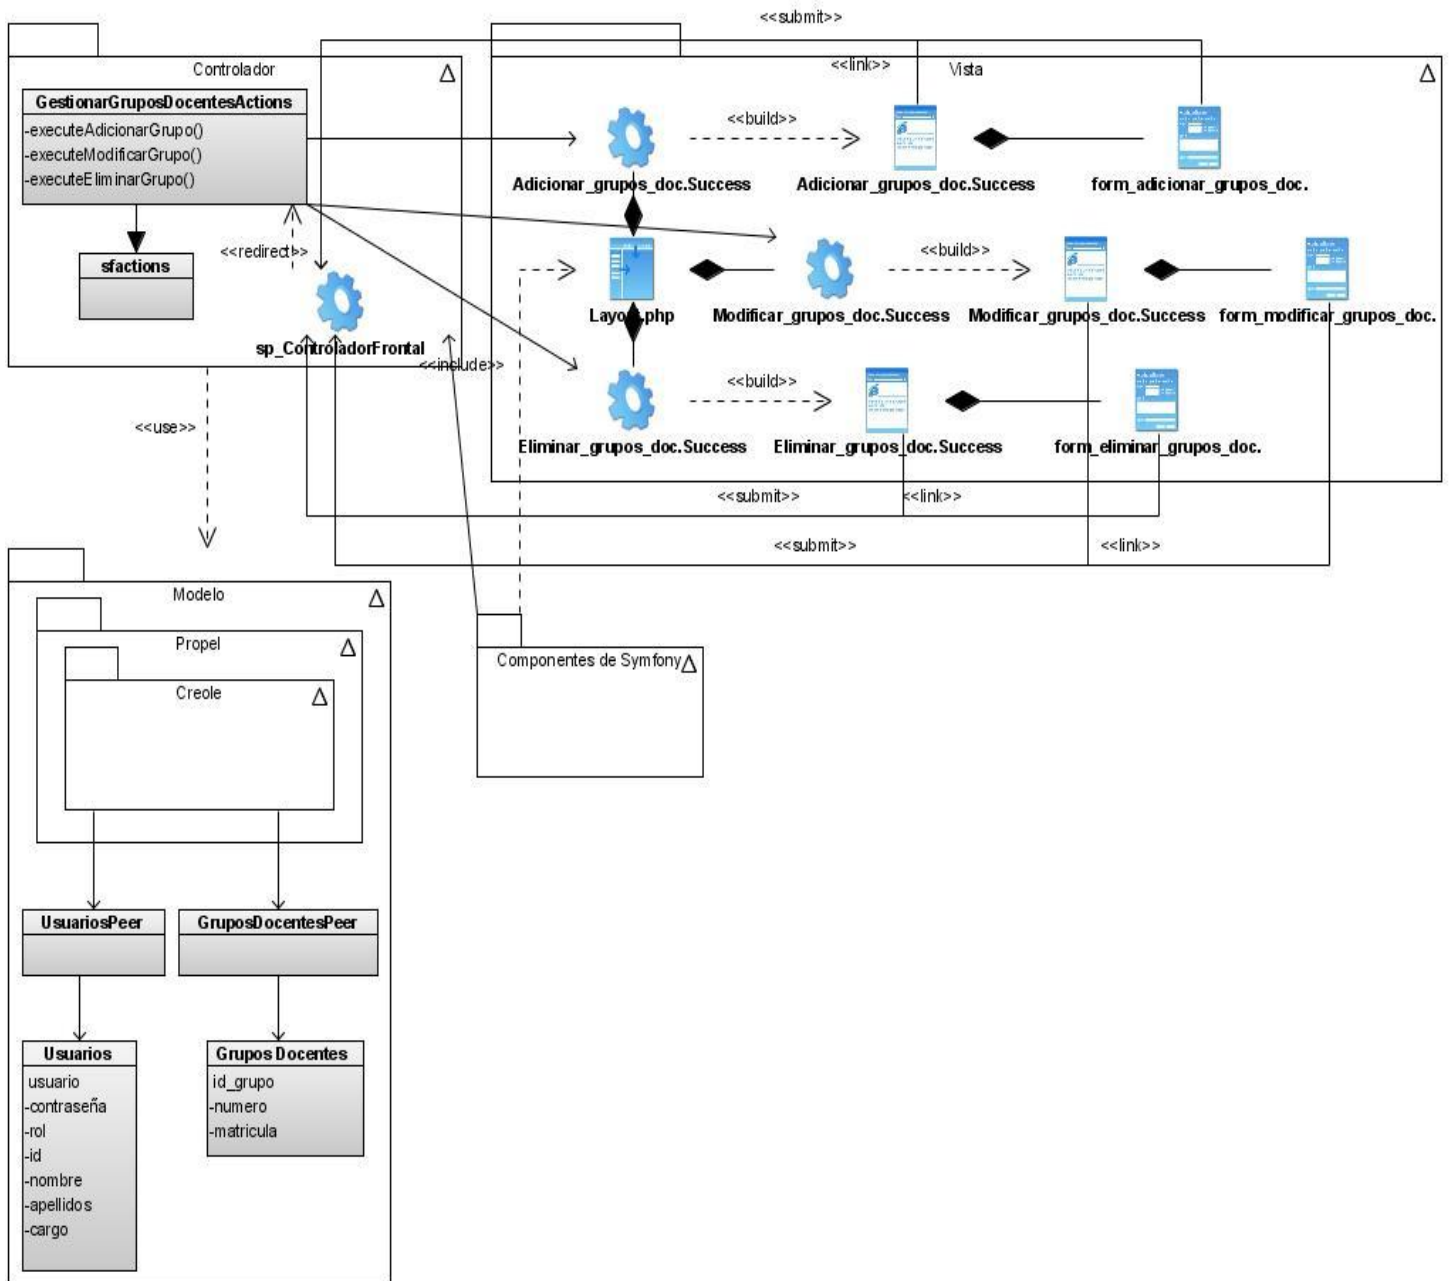 <<submit>>
Controlador
<<link>>
Vista
GestionarGruposDocentesActions
-executeAdicionarGrupo()
-executeModificarGrupo()
-executeEliminarGrupo()
<<build>>
Adicionar_grupos_doc.Success
Adicionar_grupos_doc.Success
form_adicionar_grupos_doc.
<<redirect>>
<<build>>
sfactions
Layout.php
Modificar_grupos_doc.Success
Modificar_grupos_doc.Success
form_modificar_grupos_doc.
sp_ControladorFrontal
<<include>>
<<build>>
<<use>>
Eliminar_grupos_doc.Success
Eliminar_grupos_doc.Success
form_eliminar_grupos_doc.
<<submit>>
<<link>>
<<submit>>
<<link>>
Modelo
Propel
Componentes de Symfony
Creole
UsuariosPeer
GruposDocentesPeer
Usuarios
usuario
-contraseña
-rol
-id
-nombre
-apellidos
-cargo
Grupos Docentes
id_grupo
-numero
-matricula